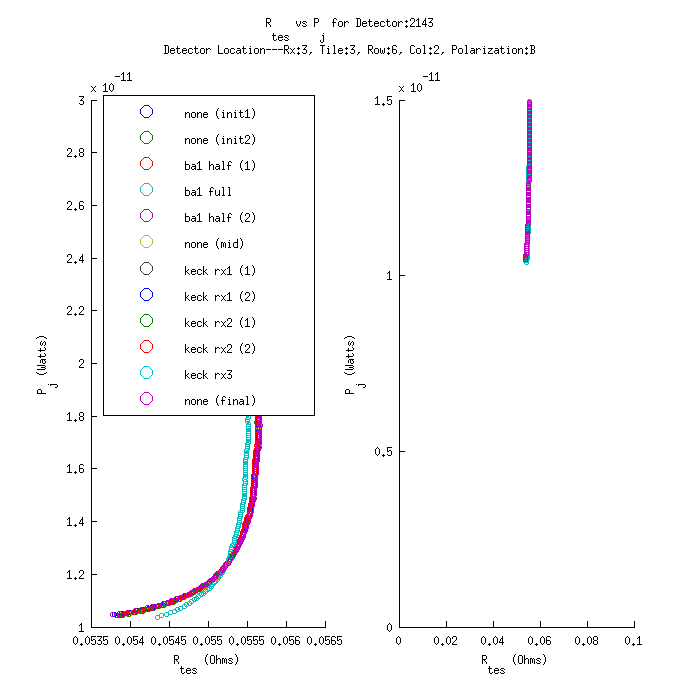 R tes vs P j for Detector:2143
Detector Location---Rx:3, Tile:3, Row:6, Col:2, Polarization:B
x 10^-11
3
2.8
2.6
2.4
2.2
2
1.8
1.6
1.4
1.2
1
P j (Watts)
none (init1)
none (init2)
ba1 half (1)
ba1 full
ba1 half (2)
none (mid)
keck rx1 (1)
keck rx1 (2)
keck rx2 (1)
keck rx2 (2)
keck rx3
none (final)
0.0535 0.054 0.0545 0.055 0.0555 0.056 0.0565
R tes (Ohms)
x 10^-11
1.5
1
0.5
0
P j (Watts)
0 0.02 0.04 0.06 0.08 0.1
R tes (Ohms)